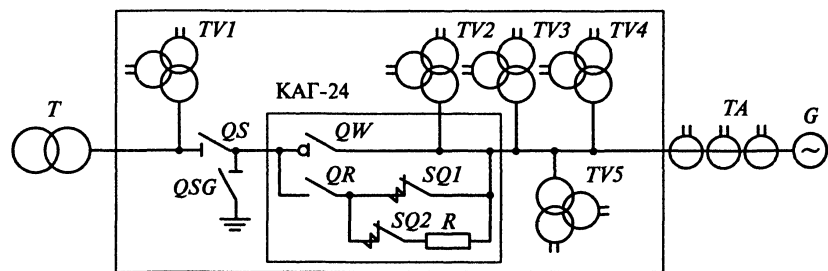 TV1
TV2
TV3
TV4
КАГ-24
T
QS
QW
TA
G
QSG
QR
SQ1
TV5
SQ2
R
~